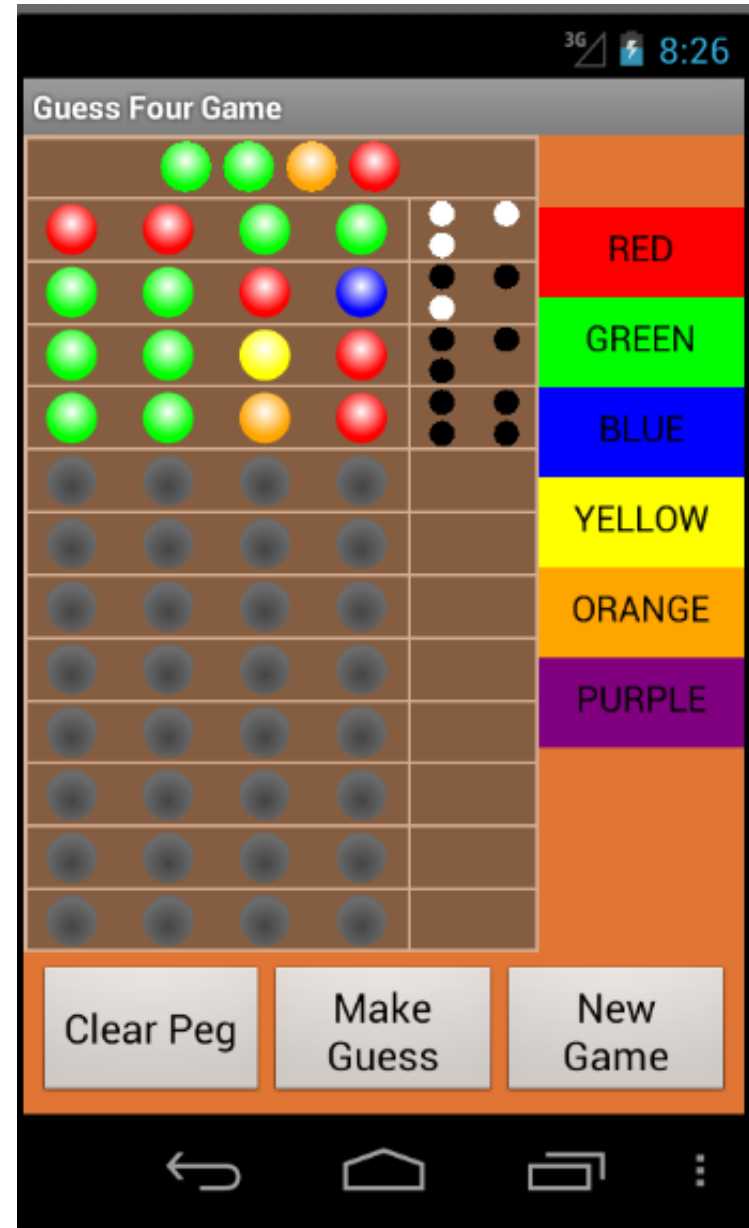 3G 8:26
Guess Four Game
RED
GREEN
BLUE
YELLOW
ORANGE
PURPLE
Clear Peg
Make
Guess
New
Game